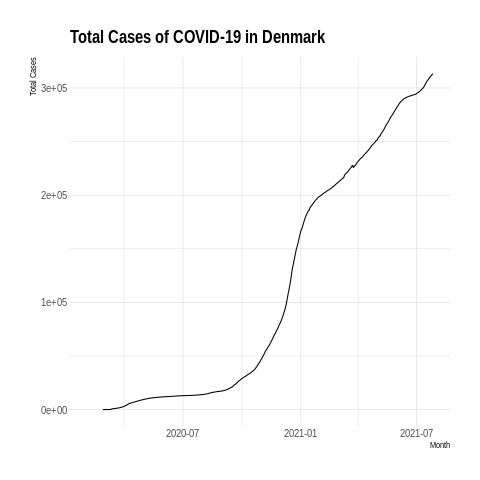 Total Cases of COVID-19 in Denmark
Total Cases
3e+05
2e+05
1e+05
0e+00
2020-07 2021-01 2021-07
Month